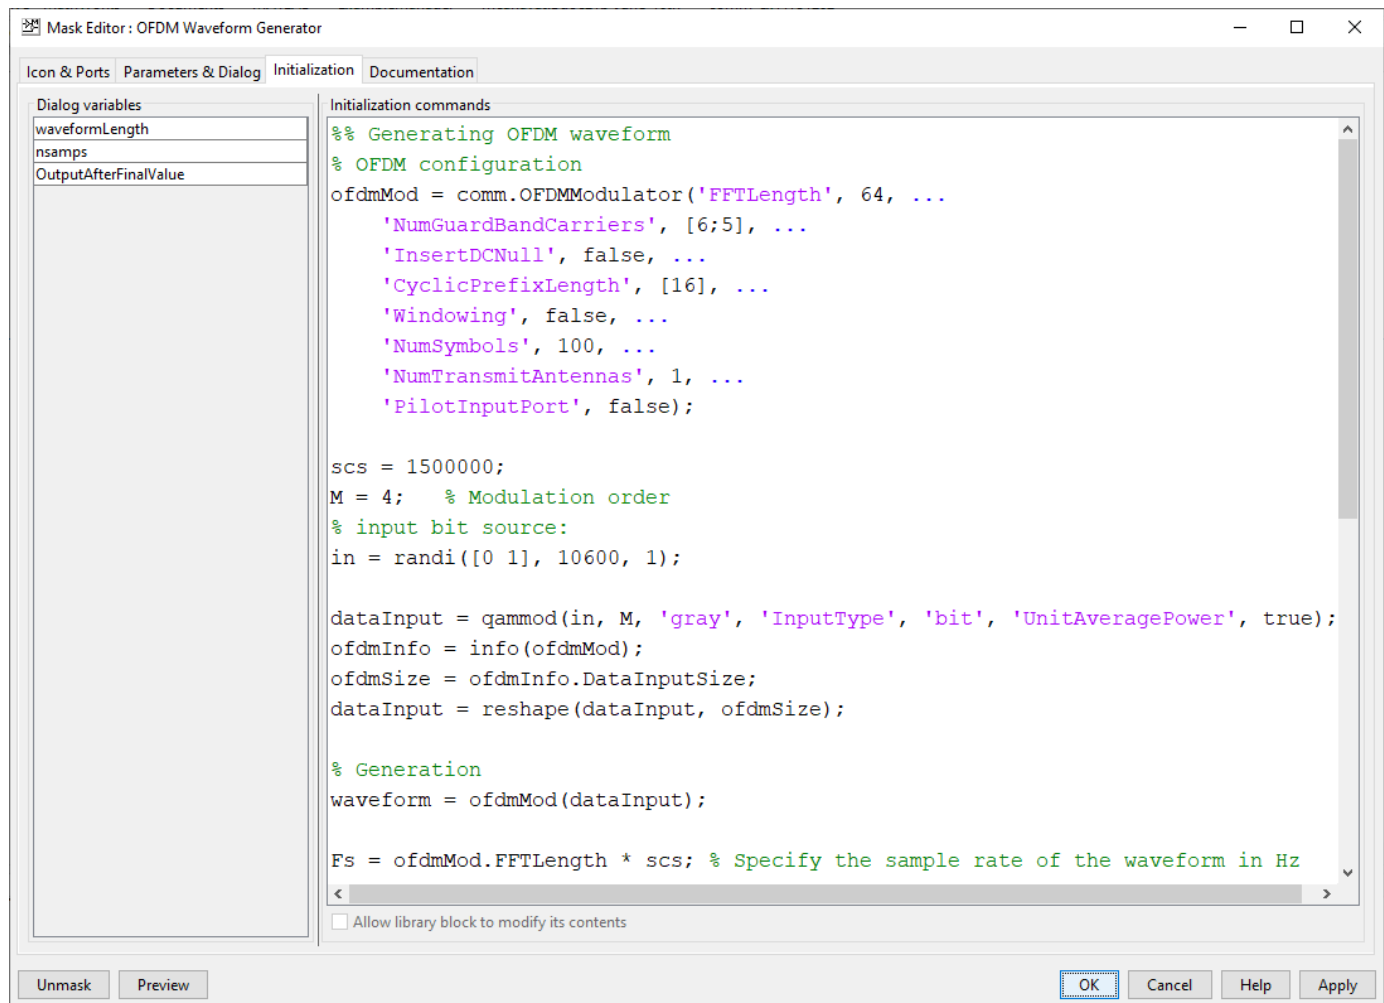 Mask Editor : OFDM Waveform Generator
Icon & Ports Parameters & Dialog Initialization Documentation
Dialog variables
waveformLength
nsamps
OutputAfterFinalValue
Initialization commands
%% Generating OFDM waveform
% OFDM configuration
ofdmMod = comm.OFDMModulator('FFTLength', 64, ...
    'NumGuardBandCarriers', [6;5], ...
    'InsertDCNull', false, ...
    'CyclicPrefixLength', [16], ...
    'Windowing', false, ...
    'NumSymbols', 100, ...
    'NumTransmitAntennas', 1, ...
    'PilotInputPort', false);
scs = 1500000;
M = 4;   % Modulation order
% input bit source:
in = randi([0 1], 10600, 1);
dataInput = qammod(in, M, 'gray', 'InputType', 'bit', 'UnitAveragePower', true);
ofdmInfo = info(ofdmMod);
ofdmSize = ofdmInfo.DataInputSize;
dataInput = reshape(dataInput, ofdmSize);
% Generation
waveform = ofdmMod(dataInput);
Fs = ofdmMod.FFTLength * scs; % Specify the sample rate of the waveform in Hz
Allow library block to modify its contents
Unmask Preview OK Cancel Help Apply